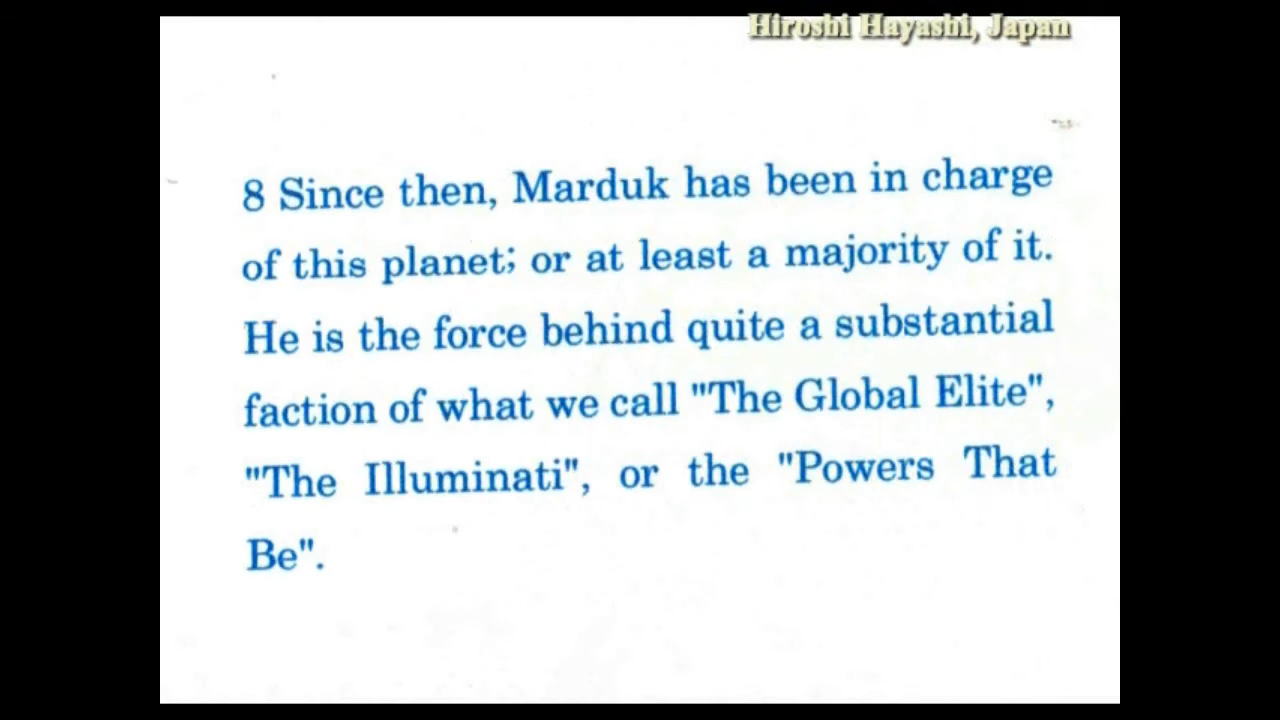 Hiroshi Hayashi, Japan
8 Since then, Marduk has been in charge
of this planet; or at least a majority of it.
He is the force behind quite a substantial
faction of what we call "The Global Elite",
"The Illuminati", or the "Powers That
Be".